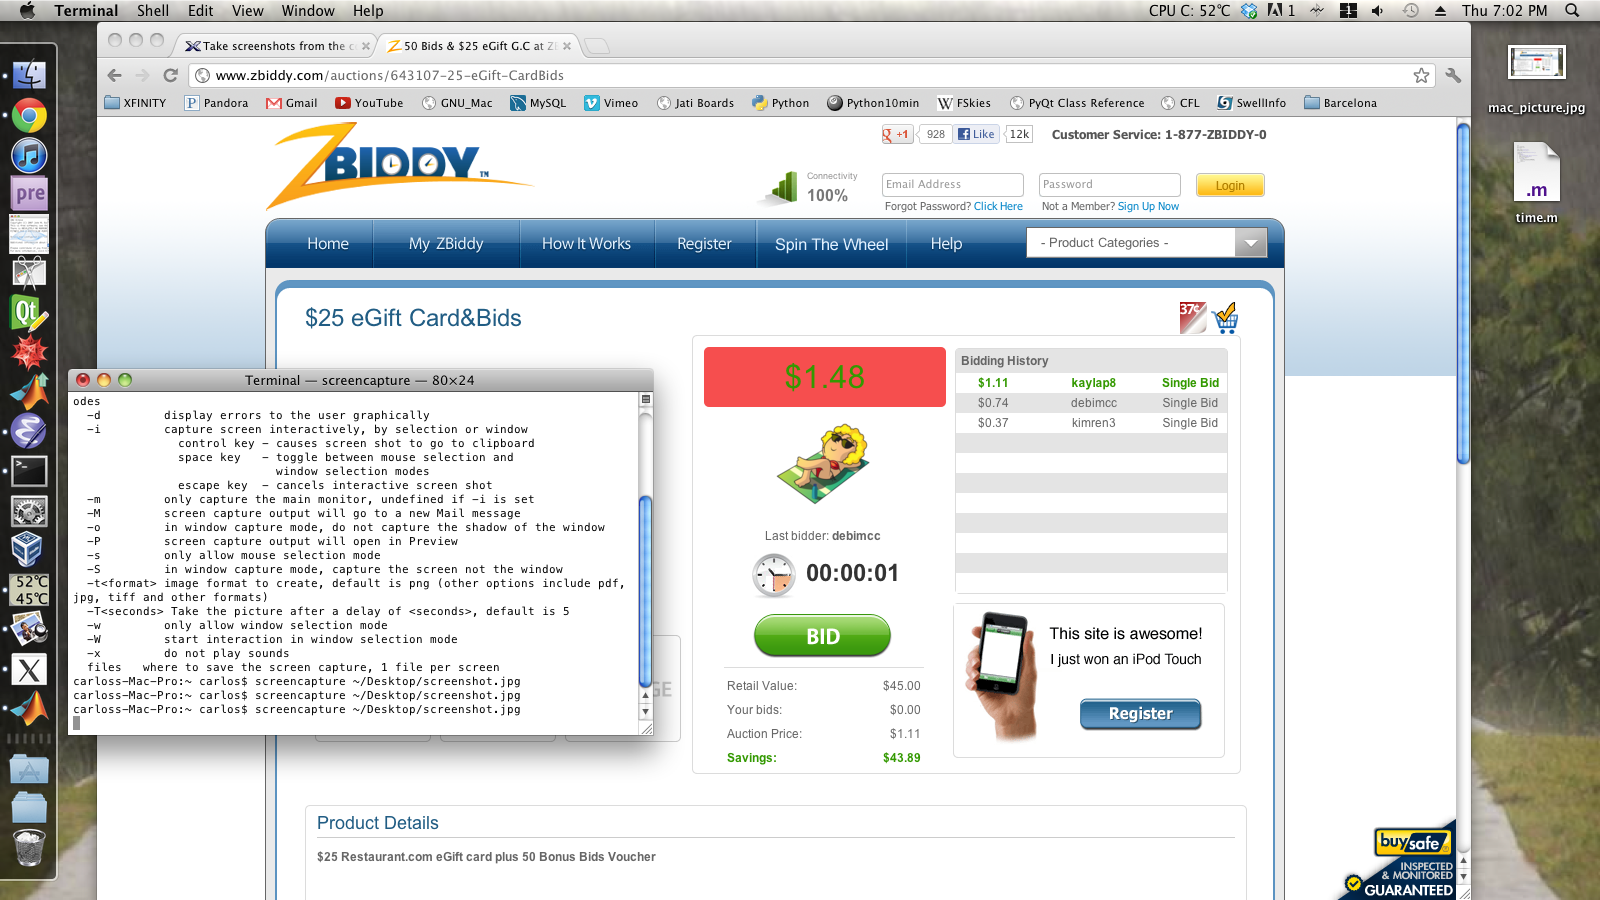 Terminal Shell Edit View Window Help
CPU C: 52°C 1 Thu 7:02 PM
Take screenshots from the c
50 Bids & $25 eGift G.C at Z
www.zbiddy.com/auctions/643107-25-eGift-CardBids
XFINITY Pandora Gmail YouTube GNU_Mac MySQL Vimeo Jati Boards Python Python10min FSkies PyQt Class Reference CFL SwellInfo Barcelona
mac_picture.jpg
.m
time.m
pre
Qt
52°C
45°C
ZBIDDY TM
+1 928 Like 12k Customer Service: 1-877-ZBIDDY-0
Connectivity
100%
Email Address Password Login
Forgot Password? Click Here Not a Member? Sign Up Now
Home My ZBiddy How It Works Register Spin The Wheel Help - Product Categories -
$25 eGift Card&Bids
37¢
$1.48
Last bidder: debimcc
00:00:01
BID
Retail Value: $45.00
Your bids: $0.00
Auction Price: $1.11
Savings: $43.89
Bidding History
$1.11 kaylap8 Single Bid
$0.74 debimcc Single Bid
$0.37 kimren3 Single Bid
This site is awesome!
I just won an iPod Touch
Register
Terminal — screencapture — 80×24
odes
-d display errors to the user graphically
-i capture screen interactively, by selection or window
control key - causes screen shot to go to clipboard
space key - toggle between mouse selection and
window selection modes
escape key - cancels interactive screen shot
-m only capture the main monitor, undefined if -i is set
-M screen capture output will go to a new Mail message
-o in window capture mode, do not capture the shadow of the window
-P screen capture output will open in Preview
-s only allow mouse selection mode
-S in window capture mode, capture the screen not the window
-t<format> image format to create, default is png (other options include pdf,
jpg, tiff and other formats)
-T<seconds> Take the picture after a delay of <seconds>, default is 5
-w only allow window selection mode
-W start interaction in window selection mode
-x do not play sounds
files where to save the screen capture, 1 file per screen
carloss-Mac-Pro:~ carlos$ screencapture ~/Desktop/screenshot.jpg
carloss-Mac-Pro:~ carlos$ screencapture ~/Desktop/screenshot.jpg
carloss-Mac-Pro:~ carlos$ screencapture ~/Desktop/screenshot.jpg
GE
Product Details
$25 Restaurant.com eGift card plus 50 Bonus Bids Voucher
buySafe
INSPECTED
& MONITORED
GUARANTEED